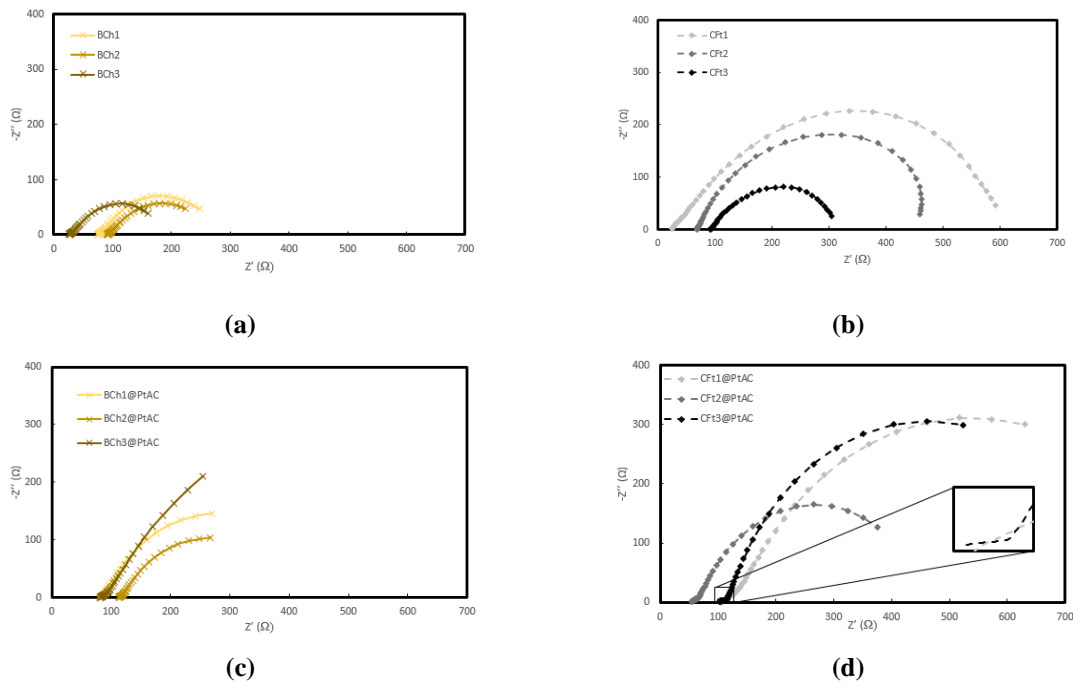 400
300
200
100
0
-Z'' (Ω)
BCh1
BCh2
BCh3
0 100 200 300 400 500 600 700
Z' (Ω)
(a)
400
300
200
100
0
-Z'' (Ω)
CFt1
CFt2
CFt3
0 100 200 300 400 500 600 700
Z' (Ω)
(b)
400
300
200
100
0
-Z'' (Ω)
BCh1@PtAC
BCh2@PtAC
BCh3@PtAC
0 100 200 300 400 500 600 700
Z' (Ω)
(c)
400
300
200
100
0
-Z'' (Ω)
CFt1@PtAC
CFt2@PtAC
CFt3@PtAC
0 100 200 300 400 500 600 700
Z' (Ω)
(d)